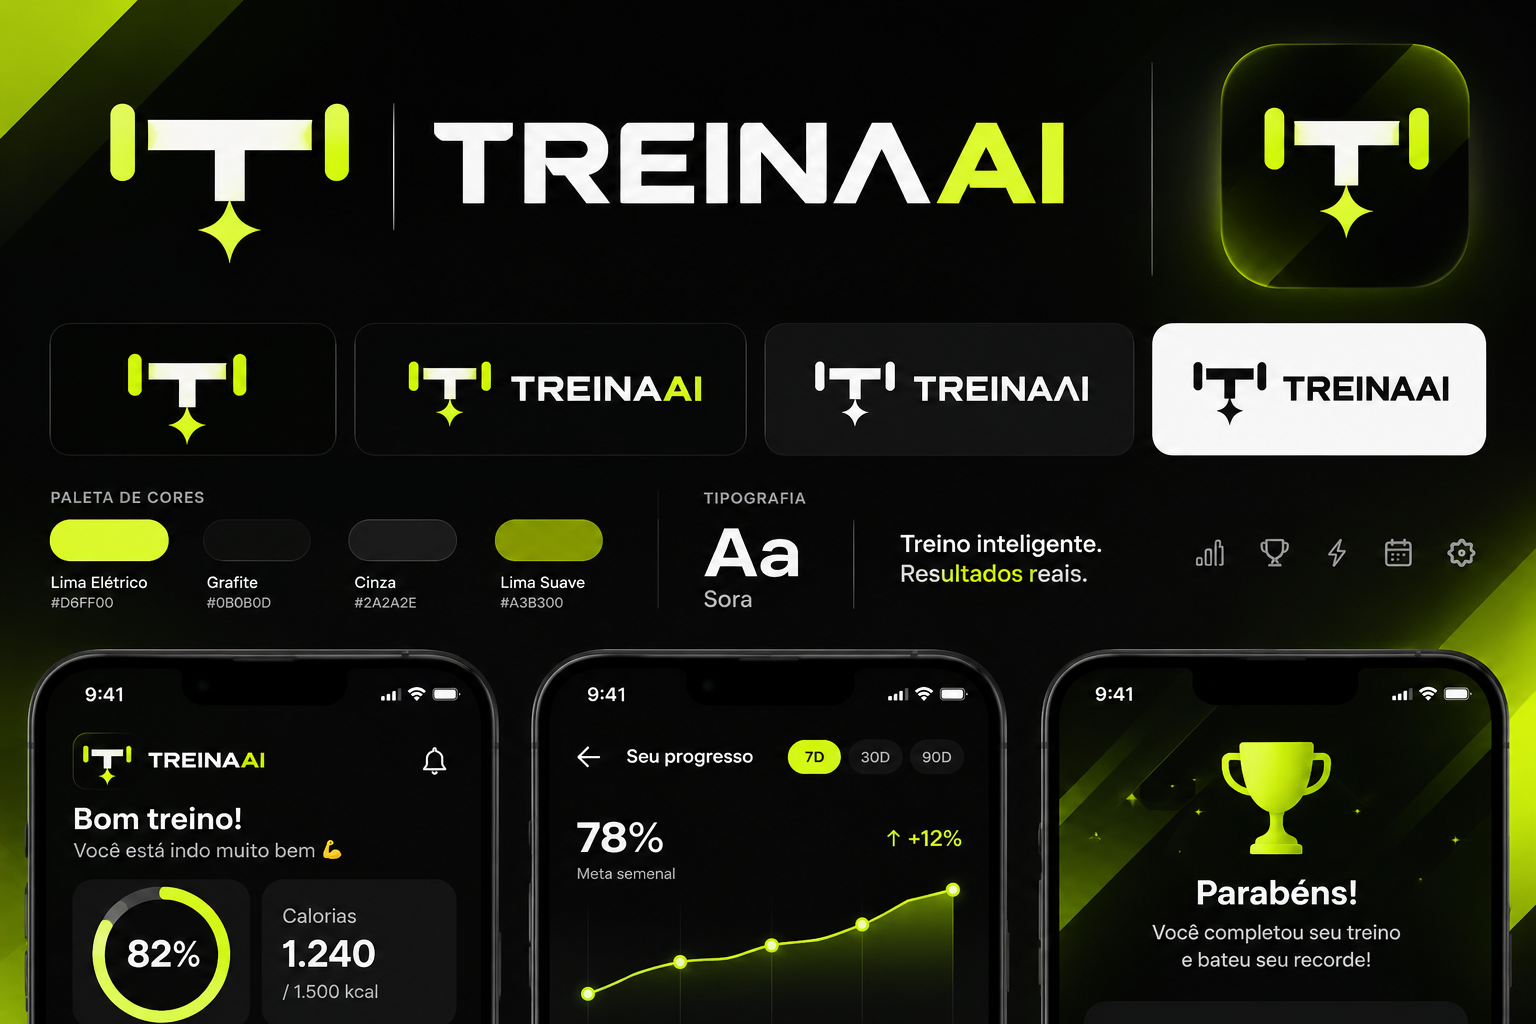 TREINAAI
TREINAAI
TREINAAI
TREINAAI
PALETA DE CORES
Lima Elétrico
#D6FF00
Grafite
#0B0B0D
Cinza
#2A2A2E
Lima Suave
#A3B300
TIPOGRAFIA
Aa
Sora
Treino inteligente.
Resultados reais.
9:41
TREINAAI
Bom treino!
Você está indo muito bem 💪
82%
Calorias
1.240
/ 1.500 kcal
9:41
Seu progresso
7D
30D
90D
78%
Meta semenal
↑ +12%
9:41
Parabéns!
Você completou seu treino
e bateu seu recorde!